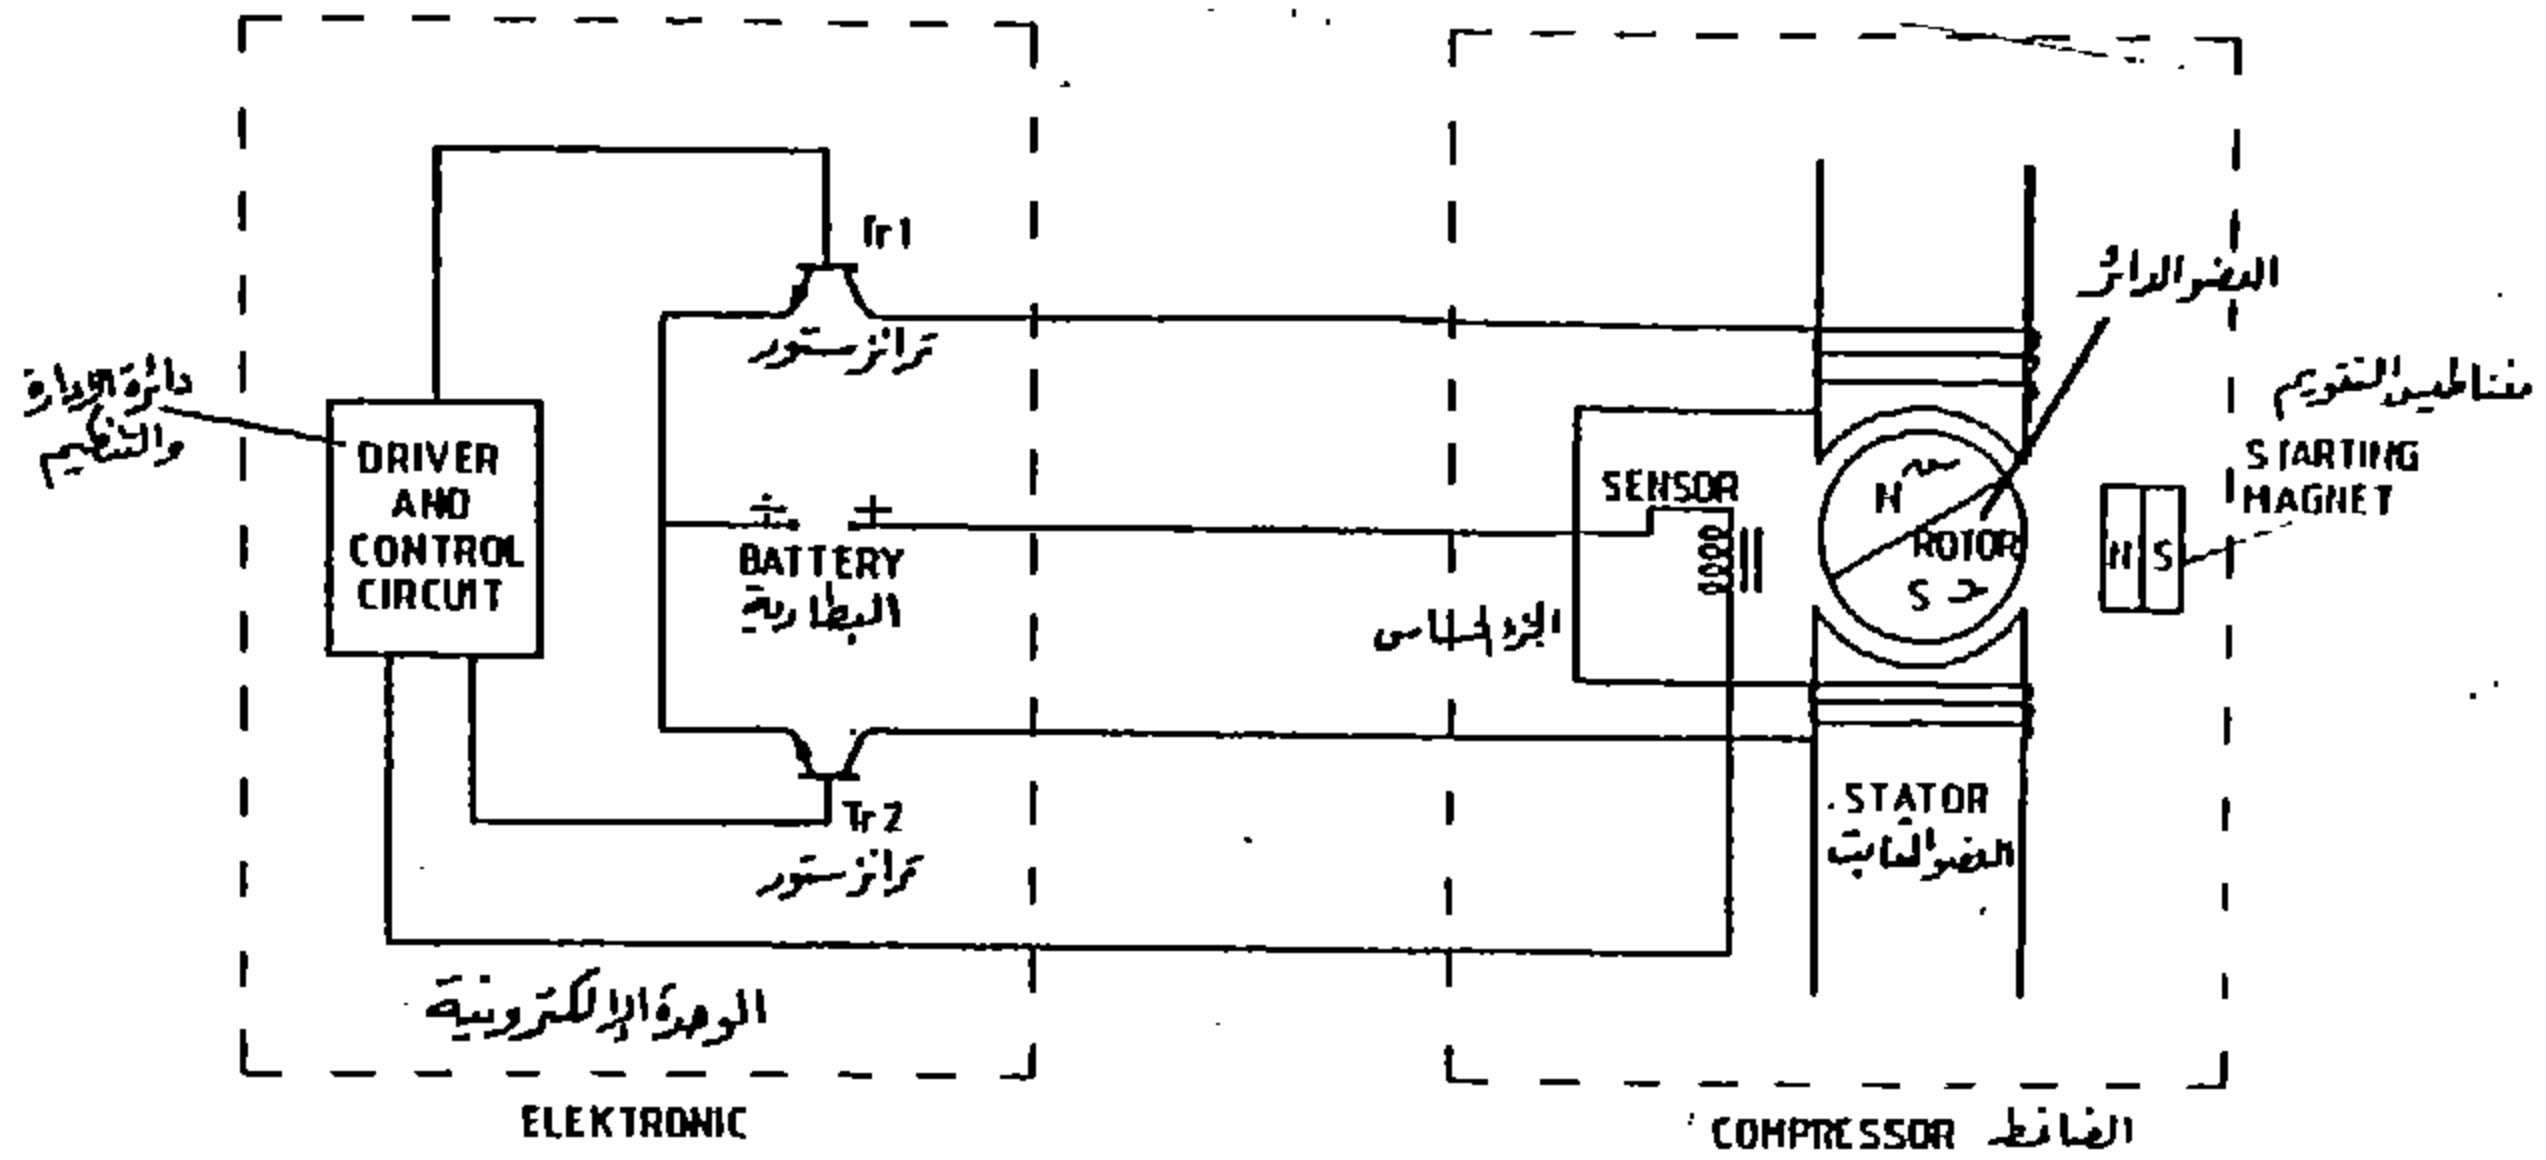 Tr1
ترانزستور
العضو الدائر
دائرة الإدارة
والتنظيم
DRIVER
AND
CONTROL
CIRCUIT
÷ +
BATTERY
البطارية
SENSOR
الجزء الحساس
N
ROTOR
S
مغناطيس التقويم
STARTING
MAGNET
N S
Tr2
ترانزستور
STATOR
العضو الثابت
الوحدة الإلكترونية
ELEKTRONIC
COMPRESSOR الضاغط